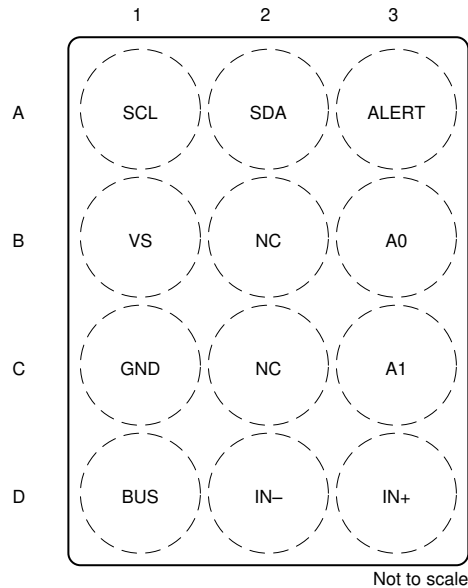 1 2 3
A SCL SDA ALERT
B VS NC A0
C GND NC A1
D BUS IN– IN+
Not to scale